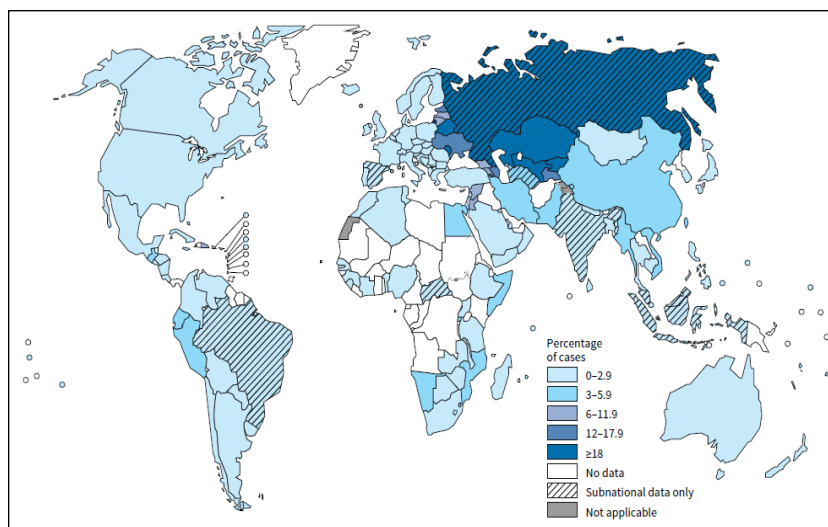 Percentage
of cases
0–2.9
3–5.9
6–11.9
12–17.9
≥18
No data
Subnational data only
Not applicable